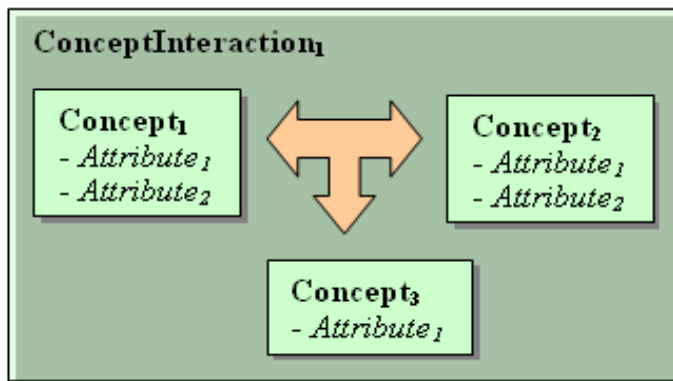 ConceptInteraction₁
Concept₁
- Attribute₁
- Attribute₂
Concept₂
- Attribute₁
- Attribute₂
Concept₃
- Attribute₁